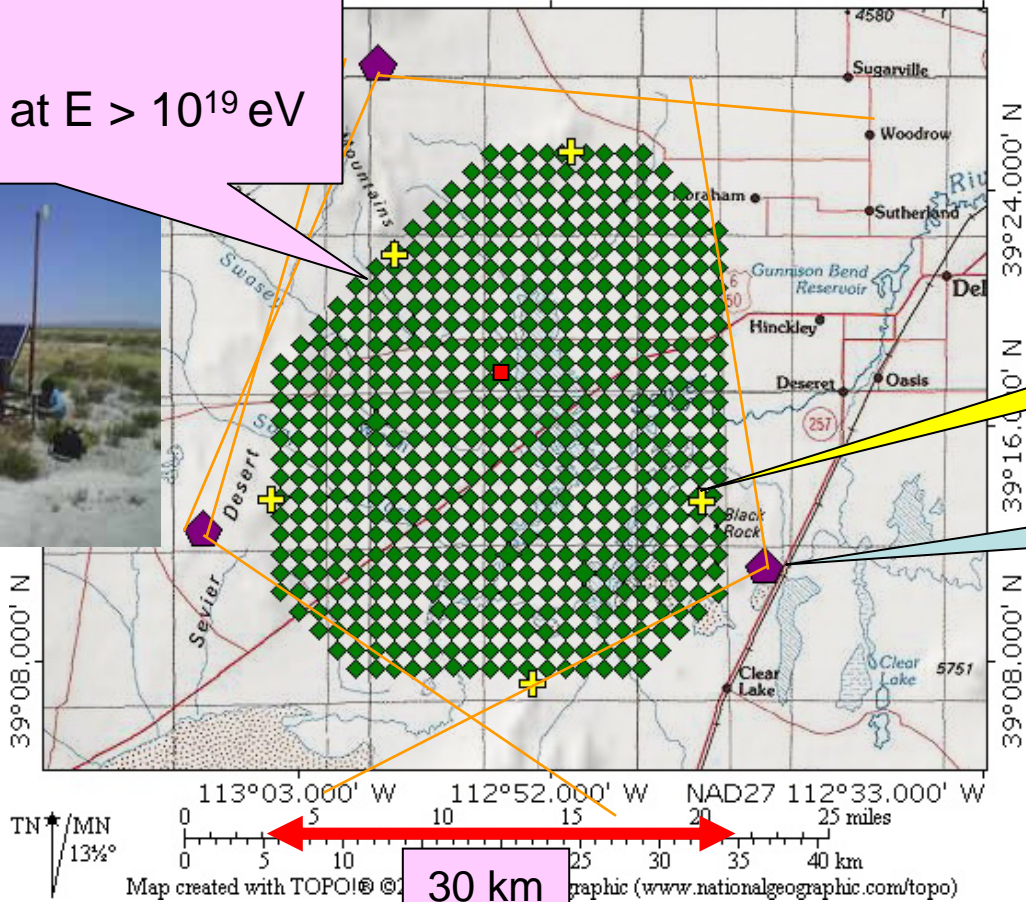 at E > 10¹⁹ eV
4580
Sugarville
Woodrow
Sutherland
Mountains
Swasey
Gunnison Bend
Reservoir
6
50
Hinckley
Deseret
Oasis
257
Desert
Sevier
Black
Rock
Clear
Lake
Clear
Lake
5751
39°24.000' N
39°16.000' N
39°08.000' N
39°08.000' N
113°03.000' W 112°52.000' W NAD27 112°33.000' W
TN MN
13½°
0 5 10 15 20 25 miles
0 5 10 25 30 35 40 km
30 km
Map created with TOPO!® © graphic (www.nationalgeographic.com/topo)